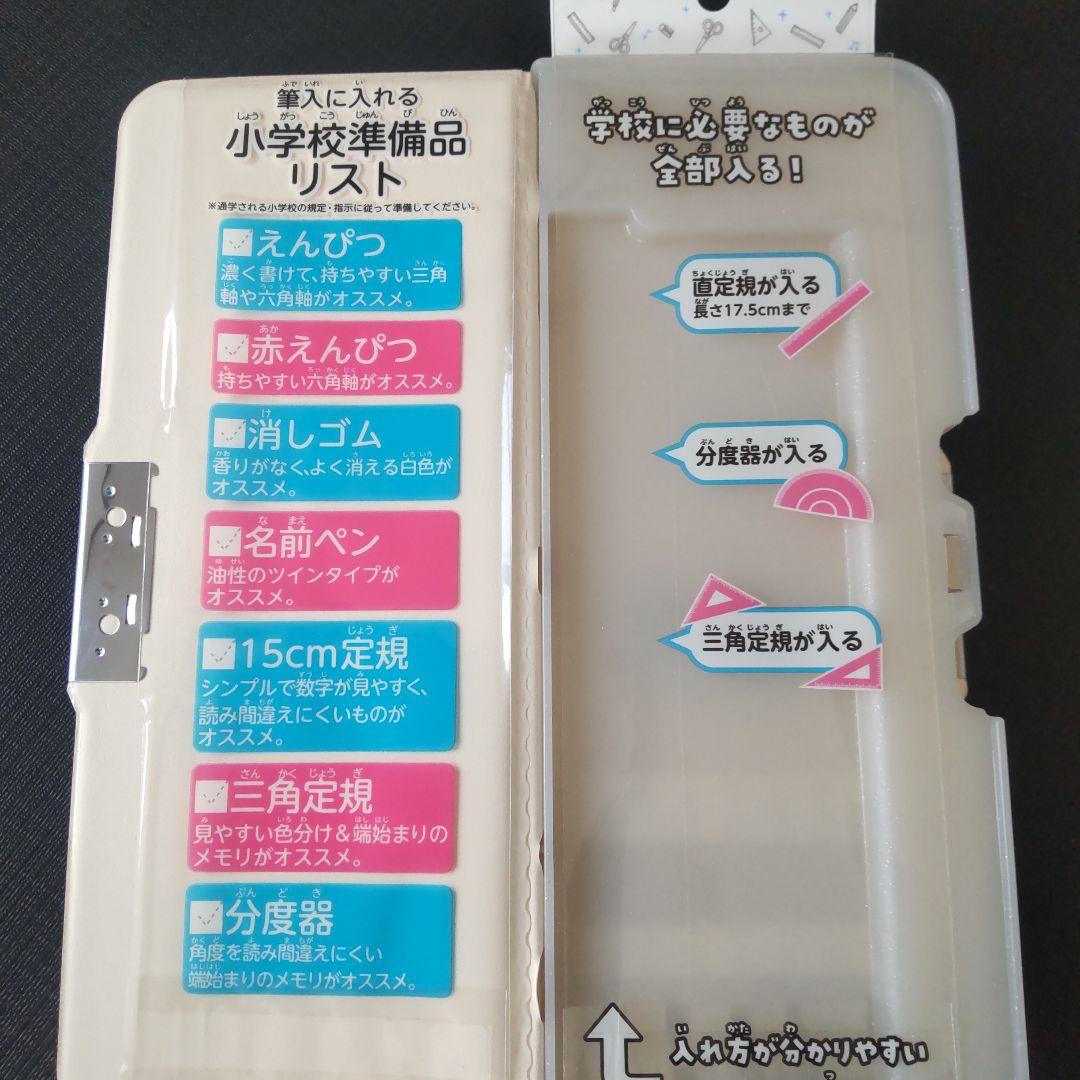 筆入に入れる
小学校準備品
リスト
※通学される小学校の規定・指示に従って準備してください。
えんぴつ
濃く書けて、持ちやすい三角
軸や六角軸がオススメ。
赤えんぴつ
持ちやすい六角軸がオススメ。
消しゴム
香りがなく、よく消える白色が
オススメ。
名前ペン
油性のツインタイプが
オススメ。
15cm定規
シンプルで数字が見やすく、
読み間違えにくいものが
オススメ。
三角定規
見やすい色分け&端始まりの
メモリがオススメ。
分度器
角度を読み間違えにくい
端始まりのメモリがオススメ。
学校に必要なものが
全部入る!
直定規が入る
長さ17.5cmまで
分度器が入る
三角定規が入る
入れ方が分かりやすい